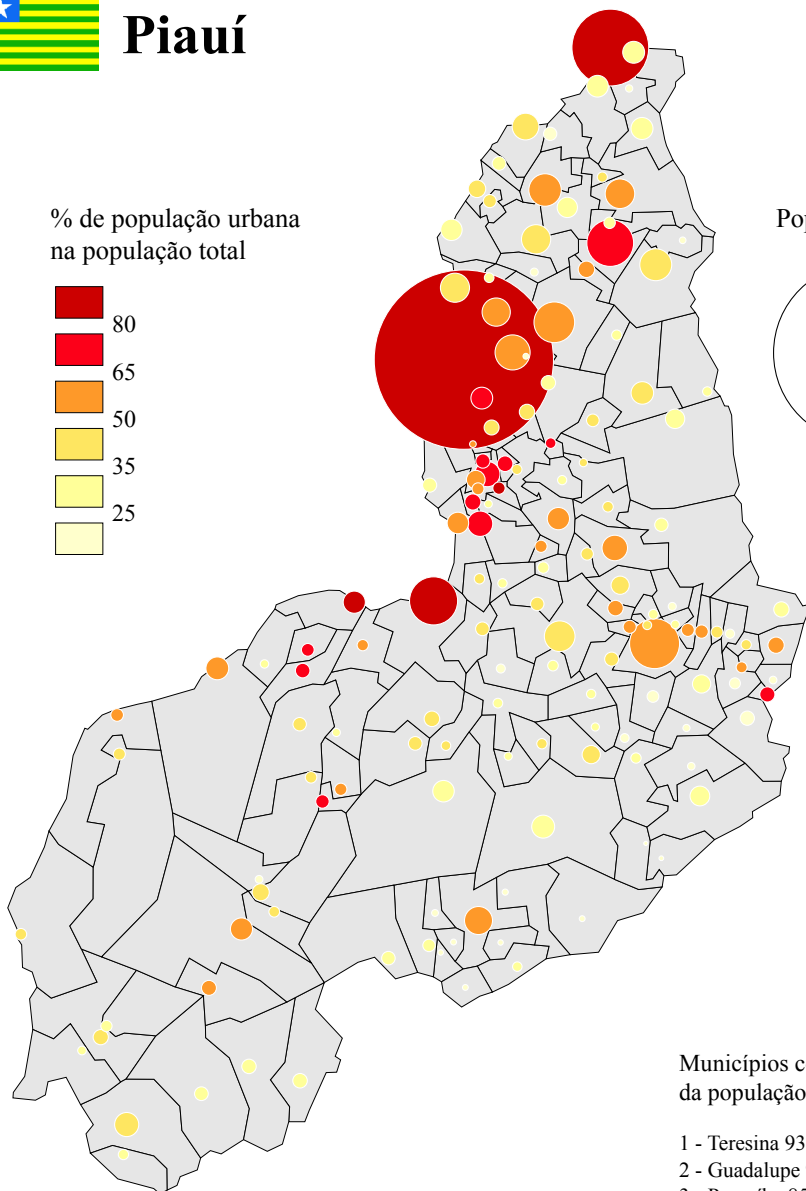 Piauí
% de população urbana
na população total
80
65
50
35
25
Municípios
da população
1 - Teresina 93
2 - Guadalupe